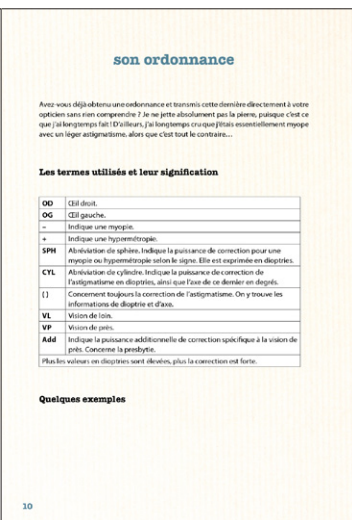 son ordonnance
Avez-vous déjà obtenu une ordonnance et transmis cette dernière directement à votre
opticien sans rien comprendre ? Je ne jette absolument pas la pierre, puisque c'est ce
que j'ai longtemps fait ! D'ailleurs, j'ai longtemps cru que j'étais essentiellement myope
avec un léger astigmatisme, alors que c'est tout le contraire…
Les termes utilisés et leur signification
OD Œil droit.
OG Œil gauche.
– Indique une myopie.
+ Indique une hypermétropie.
SPH Abréviation de sphère. Indique la puissance de correction pour une
myopie ou hypermétropie selon le signe. Elle est exprimée en dioptries.
CYL Abréviation de cylindre. Indique la puissance de correction de
l'astigmatisme en dioptries, ainsi que l'axe de ce dernier en degrés.
( ) Concernent toujours la correction de l'astigmatisme. On y trouve les
informations de dioptrie et d'axe.
VL Vision de loin.
VP Vision de près.
Add Indique la puissance additionnelle de correction spécifique à la vision de
près. Concerne la presbytie.
Plus les valeurs en dioptries sont élevées, plus la correction est forte.
Quelques exemples
10